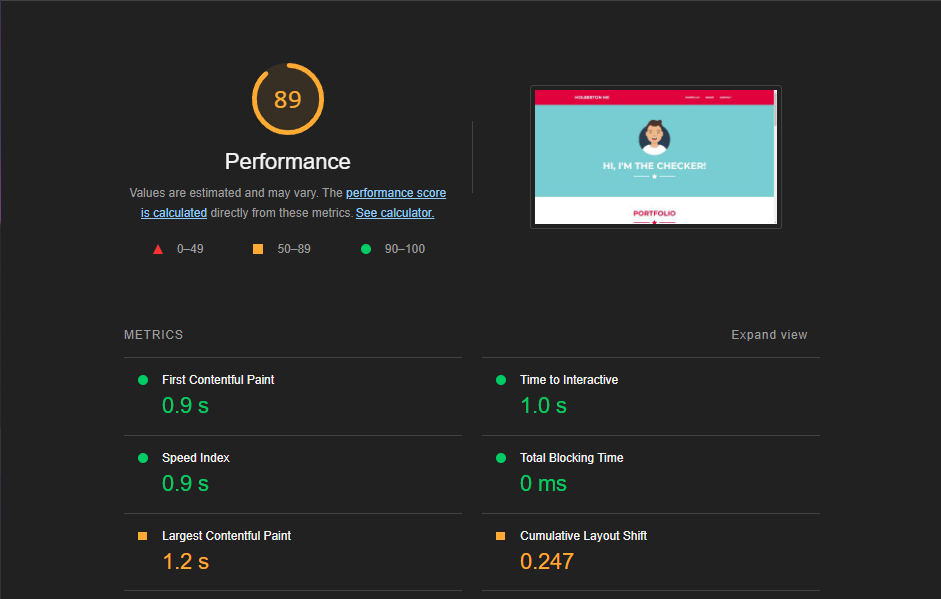 89
Performance
Values are estimated and may vary. The performance score
is calculated directly from these metrics. See calculator.
0–49 50–89 90–100
HI, I'M THE CHECKER!
PORTFOLIO
METRICS Expand view
First Contentful Paint
0.9 s
Time to Interactive
1.0 s
Speed Index
0.9 s
Total Blocking Time
0 ms
Largest Contentful Paint
1.2 s
Cumulative Layout Shift
0.247